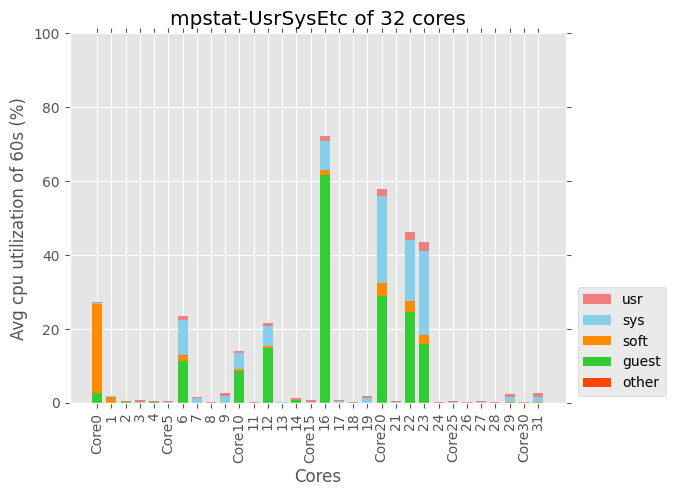 mpstat-UsrSysEtc of 32 cores
Avg cpu utilization of 60s (%)
100
80
60
40
20
0
Core0
1
2
3
4
Core5
6
7
8
9
Core10
11
12
13
14
Core15
16
17
18
19
Core20
21
22
23
24
Core25
26
27
28
29
Core30
31
Cores
usr
sys
soft
guest
other